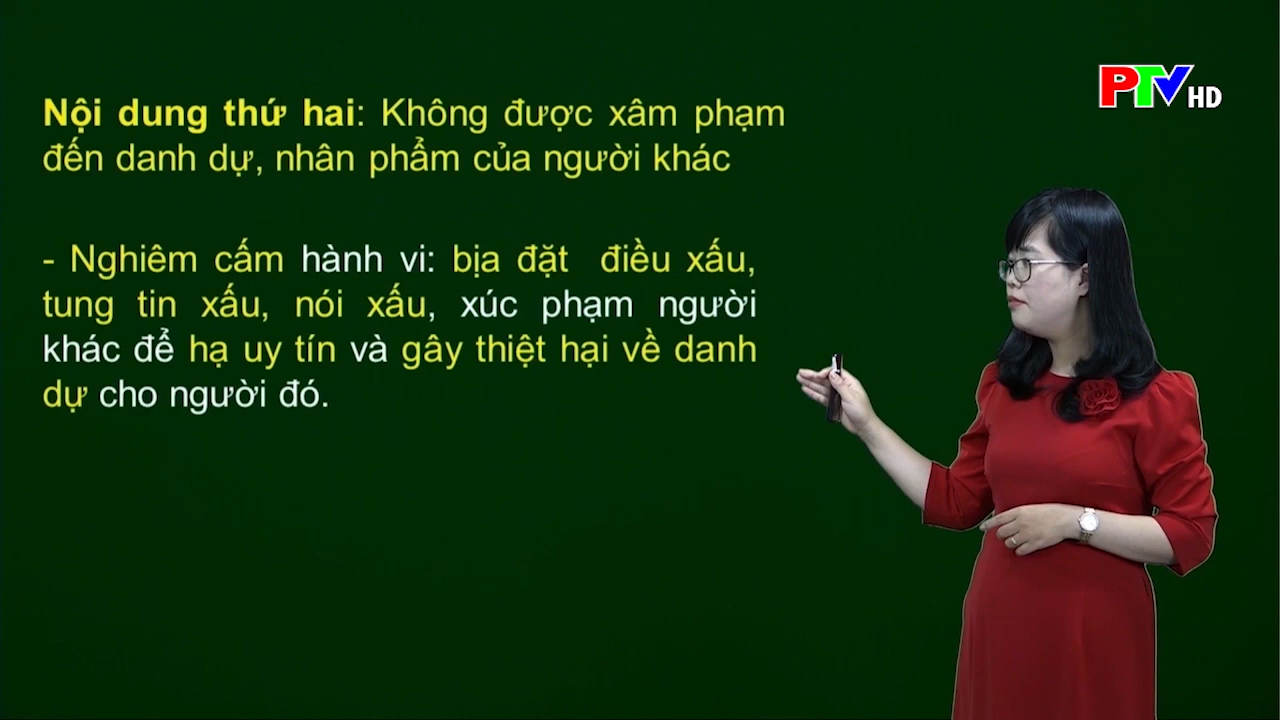 PTV HD
Nội dung thứ hai: Không được xâm phạm
đến danh dự, nhân phẩm của người khác
- Nghiêm cấm hành vi: bịa đặt điều xấu,
tung tin xấu, nói xấu, xúc phạm người
khác để hạ uy tín và gây thiệt hại về danh
dự cho người đó.